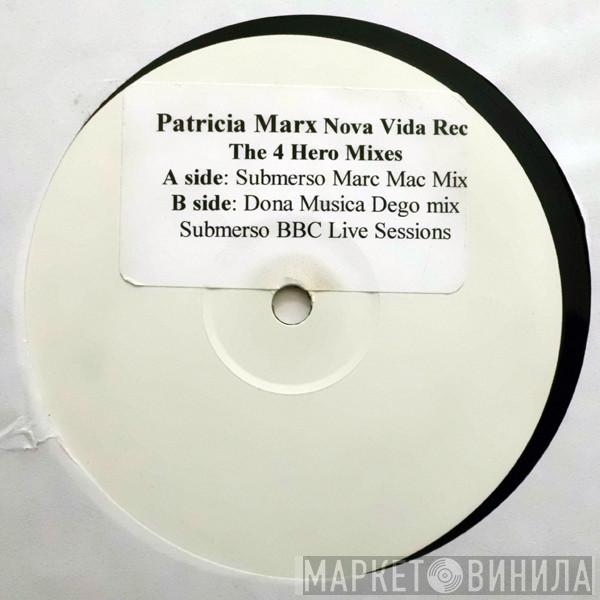 Patricia Marx Nova Vida Rec
The 4 Hero Mixes
A side: Submerso Marc Mac Mix
B side: Dona Musica Dego mix
Submerso BBC Live Sessions
МАРКЕТ ВИНИЛА